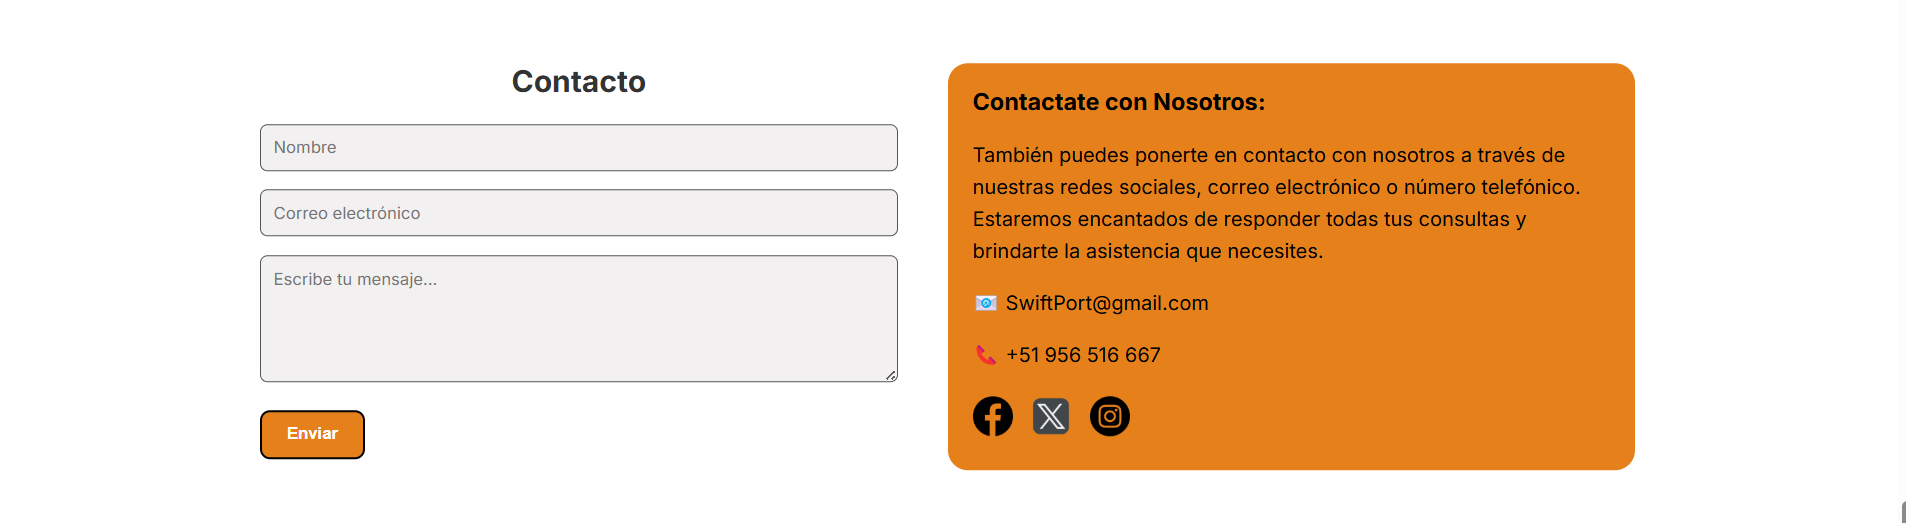 Contacto
Nombre
Correo electrónico
Escribe tu mensaje...
Enviar
Contactate con Nosotros:
También puedes ponerte en contacto con nosotros a través de
nuestras redes sociales, correo electrónico o número telefónico.
Estaremos encantados de responder todas tus consultas y
brindarte la asistencia que necesites.
SwiftPort@gmail.com
+51 956 516 667